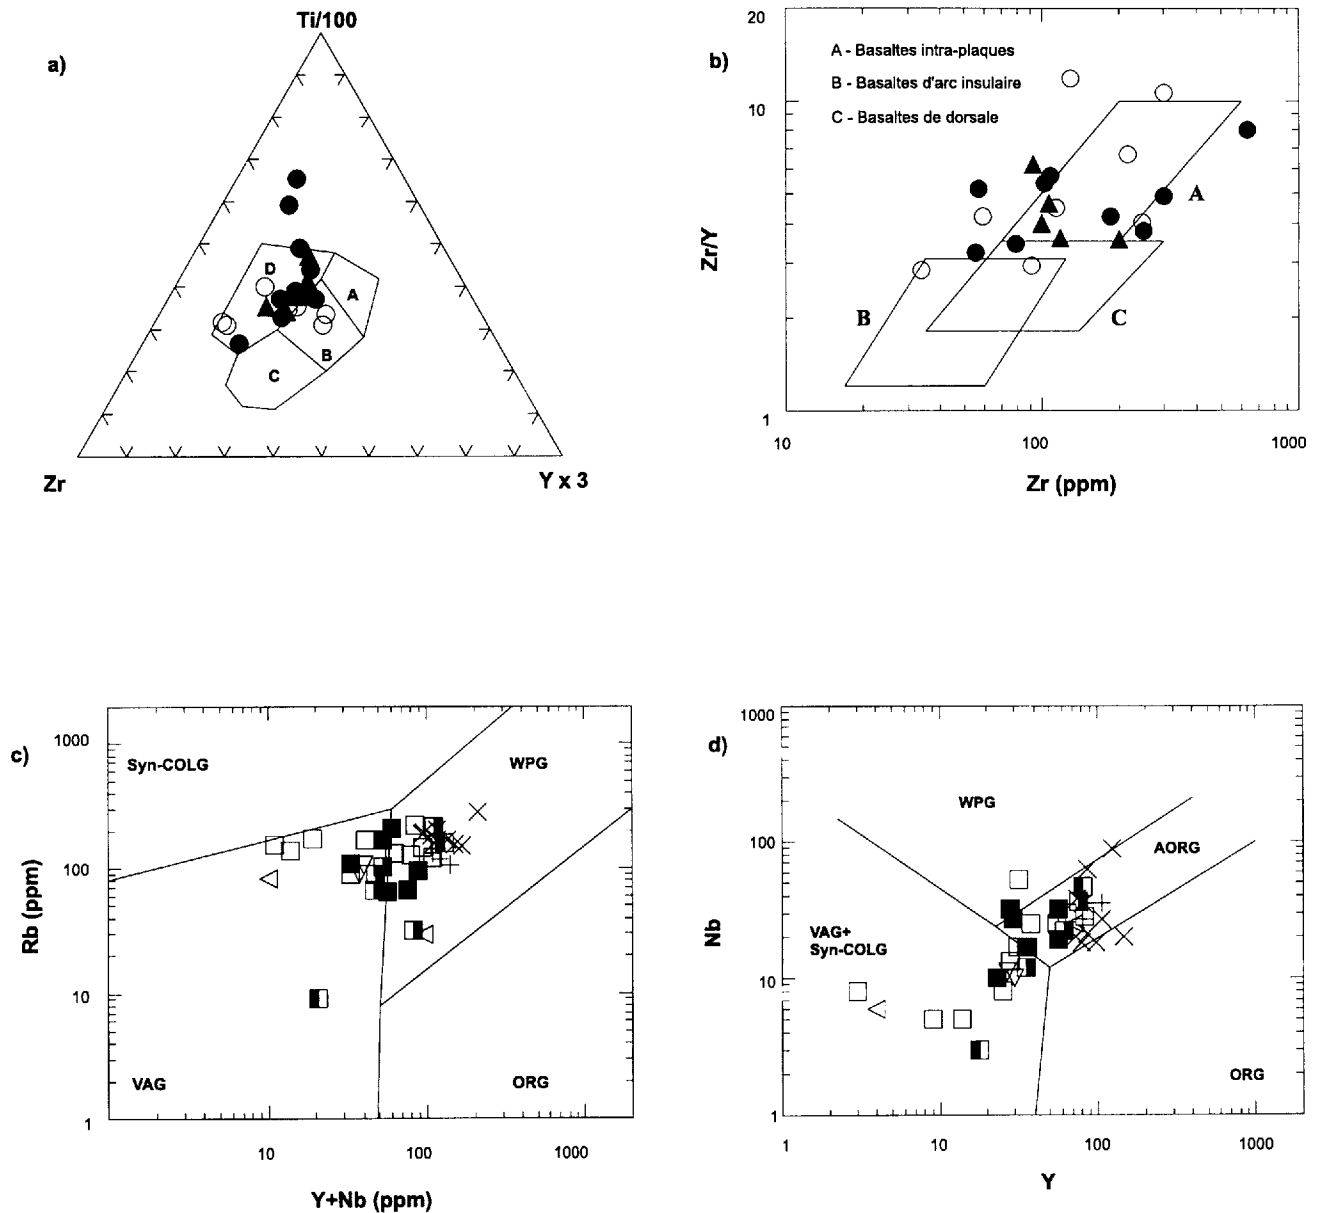 a)
Ti/100
D
A
B
C
Zr
Y x 3
b)
20
10
1
Zr/Y
A - Basaltes intra-plaques
B - Basaltes d'arc insulaire
C - Basaltes de dorsale
A
B
C
10
100
1000
Zr (ppm)
c)
1000
100
10
1
Rb (ppm)
Syn-COLG
WPG
VAG
ORG
10
100
1000
Y+Nb (ppm)
d)
1000
100
10
1
Nb
WPG
AORG
VAG+
Syn-COLG
ORG
1
10
100
1000
Y